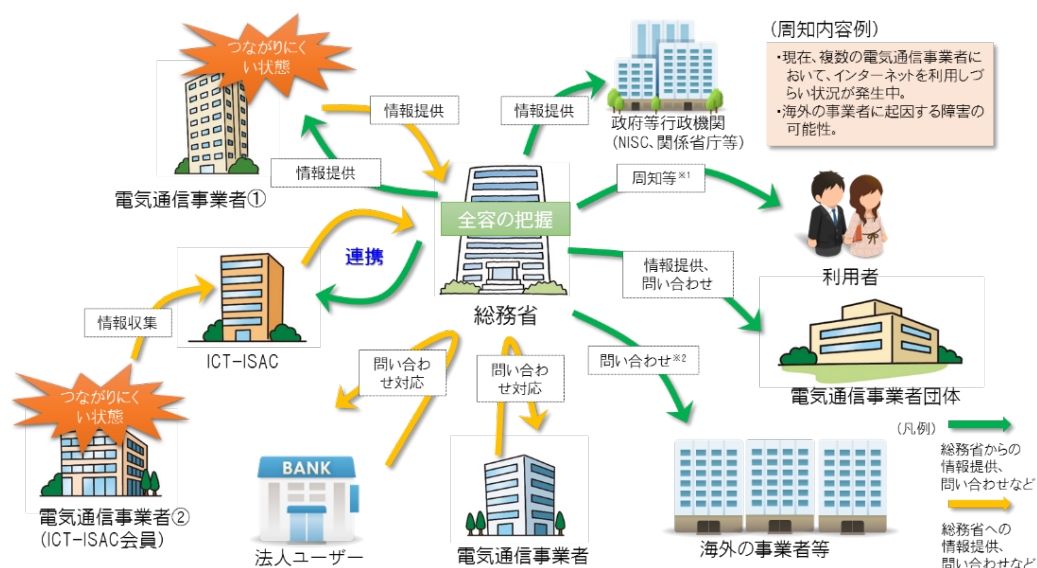 つながりにく
い状態
電気通信事業者①
情報提供
情報提供
情報提供
政府等行政機関
(NISC、関係省庁等)
(周知内容例)
・現在、複数の電気通信事業者に
おいて、インターネットを利用しづ
らい状況が発生中。
・海外の事業者に起因する障害の
可能性。
周知等※1
利用者
全容の把握
総務省
連携
情報収集
ICT-ISAC
情報提供、
問い合わせ
電気通信事業者団体
つながりにく
い状態
電気通信事業者②
(ICT-ISAC会員)
問い合わ
せ対応
BANK
法人ユーザー
問い合わ
せ対応
電気通信事業者
問い合わせ※2
海外の事業者等
(凡例)
総務省からの
情報提供、
問い合わせなど
総務省への
情報提供、
問い合わせなど